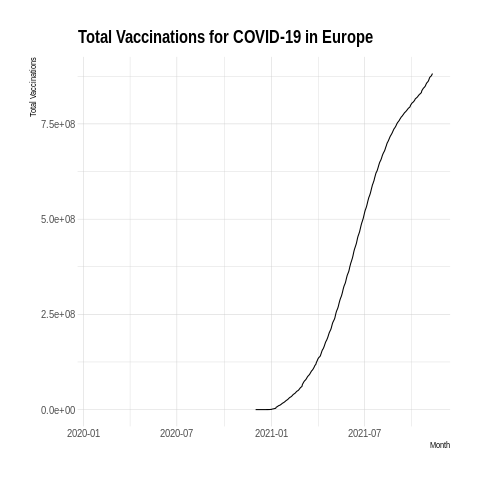 Total Vaccinations for COVID-19 in Europe
Total Vaccinations
7.5e+08
5.0e+08
2.5e+08
0.0e+00
2020-01 2020-07 2021-01 2021-07
Month